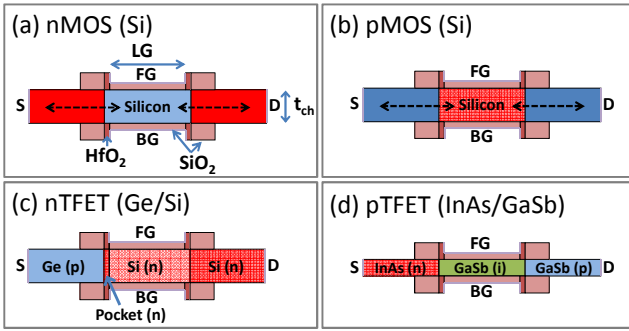 (a) nMOS (Si)
LG
FG
S
Silicon
D
t_ch
HfO₂
BG
SiO₂
(b) pMOS (Si)
FG
S
Silicon
D
BG
(c) nTFET (Ge/Si)
FG
S
Ge (p)
Si (n)
Si (n)
D
BG
Pocket (n)
(d) pTFET (InAs/GaSb)
FG
S
InAs (n)
GaSb (i)
GaSb (p)
D
BG